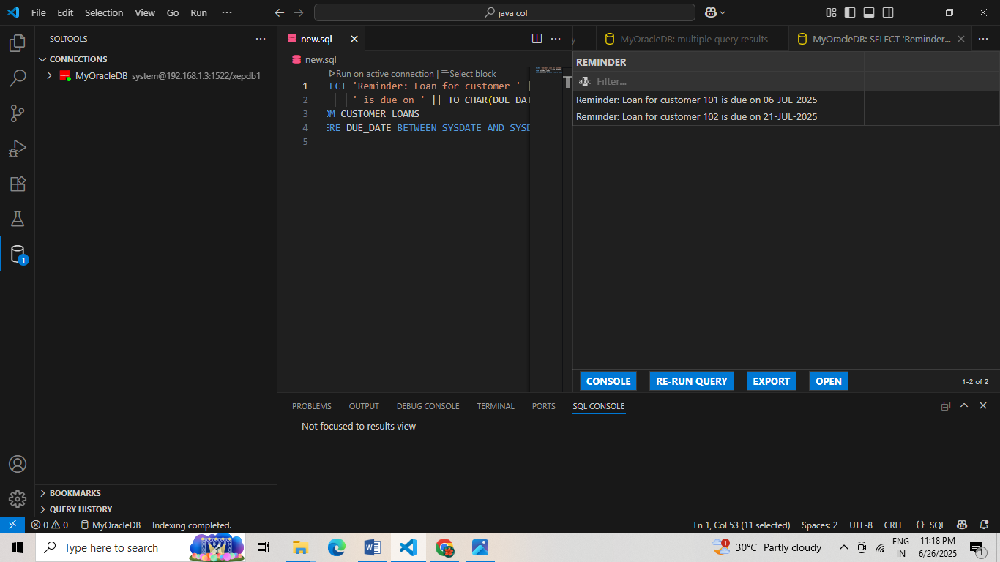 File Edit Selection View Go Run ···
java col
SQLTOOLS
CONNECTIONS
MyOracleDB system@192.168.1.3:1522/xepdb1
BOOKMARKS
QUERY HISTORY
new.sql
new.sql
Run on active connection | Select block
1 LECT 'Reminder: Loan for customer ' |
2 ' is due on ' || TO_CHAR(DUE_DAT
3 OM CUSTOMER_LOANS
4 ERE DUE_DATE BETWEEN SYSDATE AND SYSD
5
MyOracleDB: multiple query results
MyOracleDB: SELECT 'Reminder...
REMINDER
abc Filter...
Reminder: Loan for customer 101 is due on 06-JUL-2025
Reminder: Loan for customer 102 is due on 21-JUL-2025
CONSOLE RE-RUN QUERY EXPORT OPEN 1-2 of 2
PROBLEMS OUTPUT DEBUG CONSOLE TERMINAL PORTS SQL CONSOLE
Not focused to results view
1
0 0 MyOracleDB Indexing completed.
Ln 1, Col 53 (11 selected) Spaces: 2 UTF-8 CRLF {} SQL
Type here to search
1 30°C Partly cloudy
ENG
IN
11:18 PM
6/26/2025
1